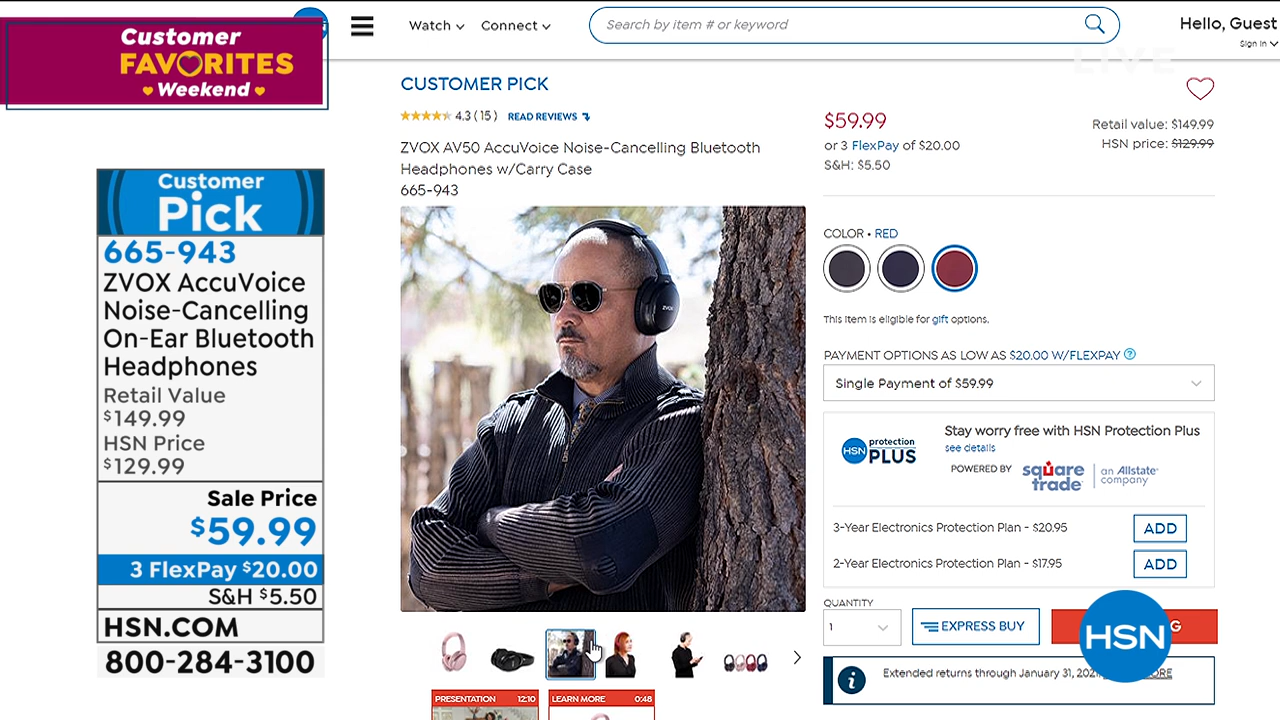 Customer
FAVORITES
Weekend
Watch
Connect
Search by item # or keyword
Hello, Guest
Sign In
LIVE
Customer
Pick
665-943
ZVOX AccuVoice
Noise-Cancelling
On-Ear Bluetooth
Headphones
Retail Value
$149.99
HSN Price
$129.99
Sale Price
$59.99
3 FlexPay $20.00
S&H $5.50
HSN.COM
800-284-3100
CUSTOMER PICK
4.3 (15) READ REVIEWS
ZVOX AV50 AccuVoice Noise-Cancelling Bluetooth
Headphones w/Carry Case
665-943
ZVOX
PRESENTATION 12:10
LEARN MORE 0:48
$59.99
or 3 FlexPay of $20.00
S&H: $5.50
Retail value: $149.99
HSN price: $129.99
COLOR • RED
This item is eligible for gift options.
PAYMENT OPTIONS AS LOW AS $20.00 W/FLEXPAY ?
Single Payment of $59.99
HSN protection PLUS
Stay worry free with HSN Protection Plus
see details
POWERED BY square trade an Allstate company
3-Year Electronics Protection Plan - $20.95
ADD
2-Year Electronics Protection Plan - $17.95
ADD
QUANTITY
1
EXPRESS BUY
HSN
Extended returns through January 31, 2021